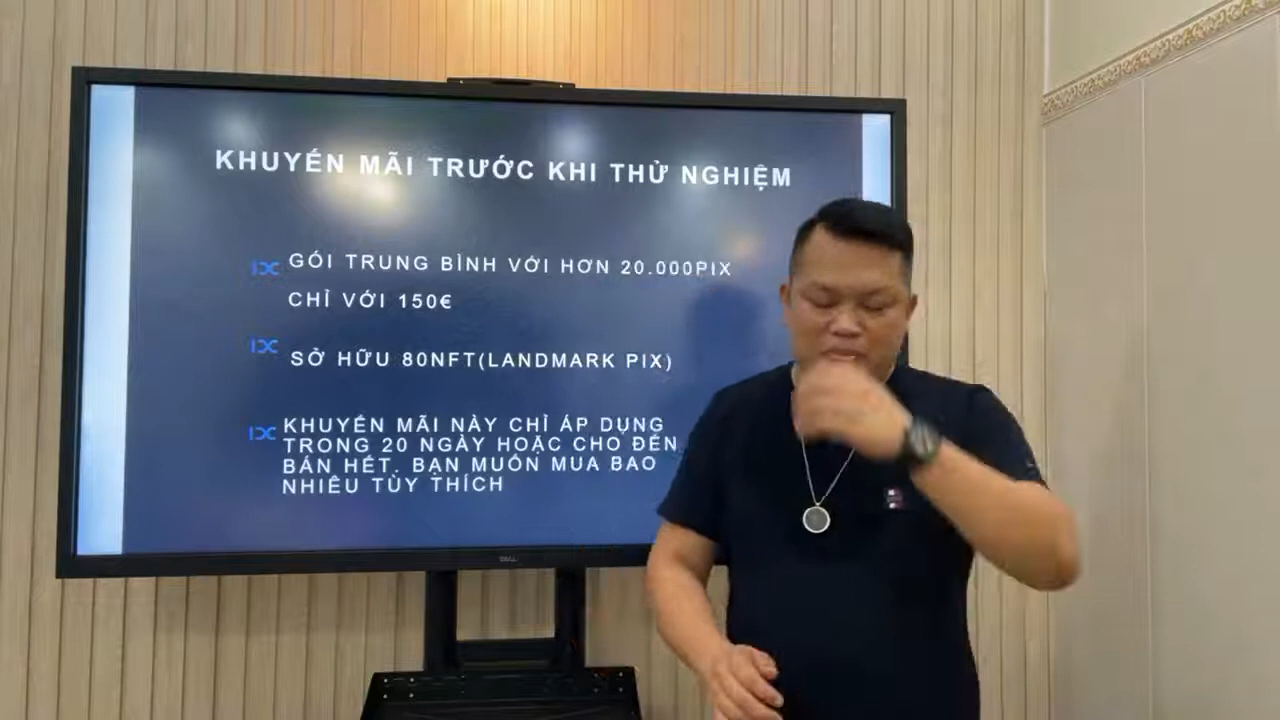 KHUYẾN MÃI TRƯỚC KHI THỬ NGHIỆM
GÓI TRUNG BÌNH VỚI HƠN 20.000PIX
CHỈ VỚI 150€
SỞ HỮU 80NFT(LANDMARK PIX)
KHUYẾN MÃI NÀY CHỈ ÁP DỤNG
TRONG 20 NGÀY HOẶC CHO ĐẾN
BÁN HẾT. BẠN MUỐN MUA BAO
NHIÊU TÙY THÍCH
DELL